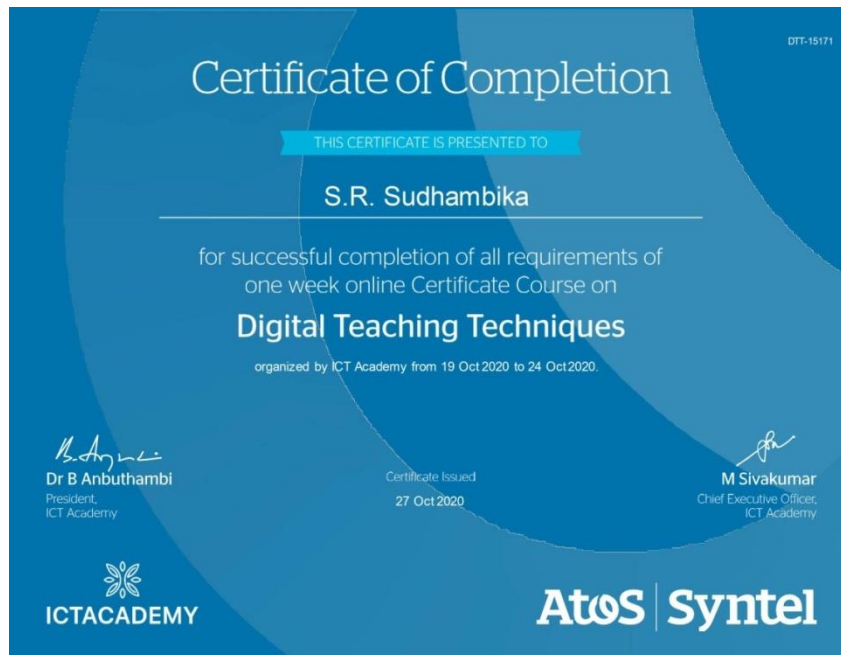 DTT-15171
Certificate of Completion
THIS CERTIFICATE IS PRESENTED TO
S.R. Sudhambika
for successful completion of all requirements of
one week online Certificate Course on
Digital Teaching Techniques
organized by ICT Academy from 19 Oct 2020 to 24 Oct 2020.
Dr B Anbuthambi
President,
ICT Academy
Certificate Issued
27 Oct 2020
M Sivakumar
Chief Executive Officer,
ICT Academy
ICTACADEMY
Atos | Syntel